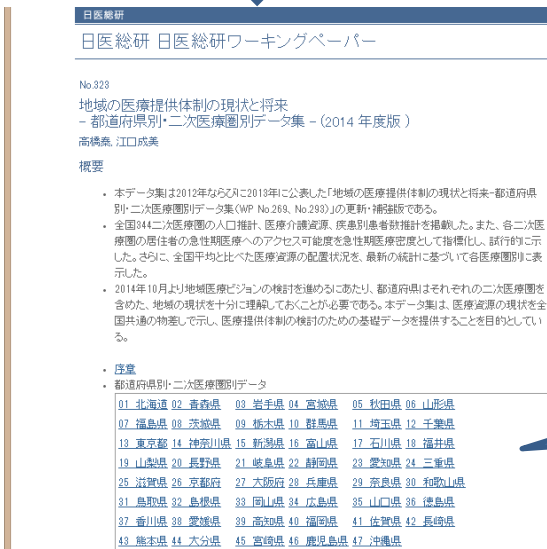 日医総研
日医総研 日医総研ワーキングペーパー
No.323
地域の医療提供体制の現状と将来
- 都道府県別・二次医療圏別データ集 - (2014 年度版 )
高橋泰, 江口成美
概要
・ 本データ集は2012年ならびに2013年に公表した「地域の医療提供体制の現状と将来-都道府県
別・二次医療圏別データ集(WP No.269、No.293)」の更新・補強版である。
・ 全国344二次医療圏の人口推計、医療介護資源、疾患別患者数推計を掲載した。また、各二次医
療圏の居住者の急性期医療へのアクセス可能度を急性期医療密度として指標化し、試行的に示
した。さらに、全国平均と比べた医療資源の配置状況を、最新の統計に基づいて各医療圏別に表
示した。
・ 2014年10月より地域医療ビジョンの検討を進めるにあたり、都道府県はそれぞれの二次医療圏を
含めた、地域の現状を十分に理解しておくことが必要である。本データ集は、医療資源の現状を全
国共通の物差しで示し、医療提供体制の検討のための基礎データを提供することを目的としてい
る。
・ 序章
・ 都道府県別・二次医療圏別データ
01 北海道 02 青森県 03 岩手県 04 宮城県 05 秋田県 06 山形県
07 福島県 08 茨城県 09 栃木県 10 群馬県 11 埼玉県 12 千葉県
13 東京都 14 神奈川県 15 新潟県 16 富山県 17 石川県 18 福井県
19 山梨県 20 長野県 21 岐阜県 22 静岡県 23 愛知県 24 三重県
25 滋賀県 26 京都府 27 大阪府 28 兵庫県 29 奈良県 30 和歌山県
31 鳥取県 32 島根県 33 岡山県 34 広島県 35 山口県 36 徳島県
37 香川県 38 愛媛県 39 高知県 40 福岡県 41 佐賀県 42 長崎県
43 熊本県 44 大分県 45 宮崎県 46 鹿児島県 47 沖縄県